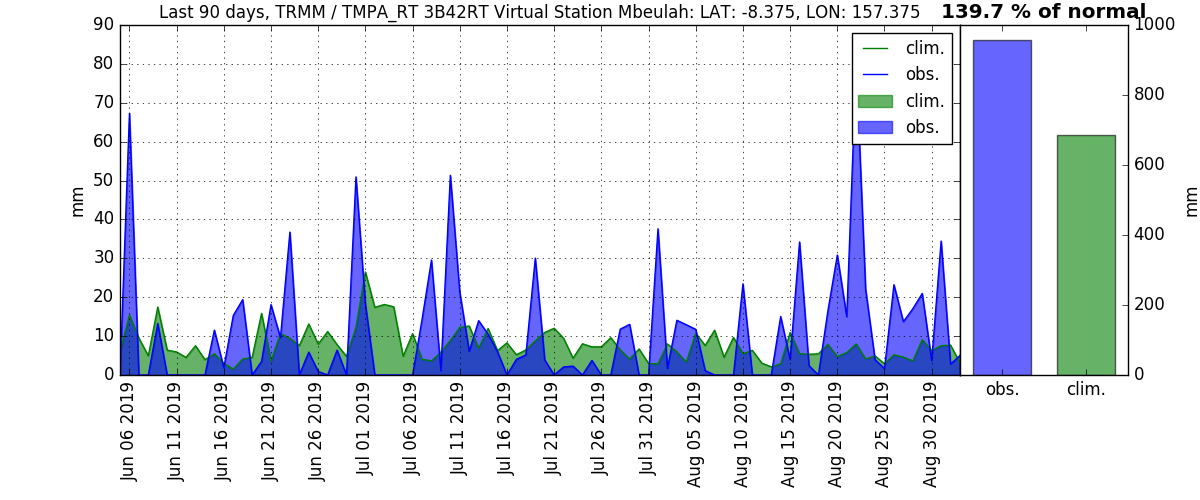 Last 90 days, TRMM / TMPA_RT 3B42RT Virtual Station Mbeulah: LAT: -8.375, LON: 157.375
139.7 % of normal
90
80
70
60
50
40
30
20
10
0
mm
clim.
obs.
clim.
obs.
1000
800
600
400
200
0
mm
obs.
clim.
Jun 06 2019
Jun 11 2019
Jun 16 2019
Jun 21 2019
Jun 26 2019
Jul 01 2019
Jul 06 2019
Jul 11 2019
Jul 16 2019
Jul 21 2019
Jul 26 2019
Jul 31 2019
Aug 05 2019
Aug 10 2019
Aug 15 2019
Aug 20 2019
Aug 25 2019
Aug 30 2019